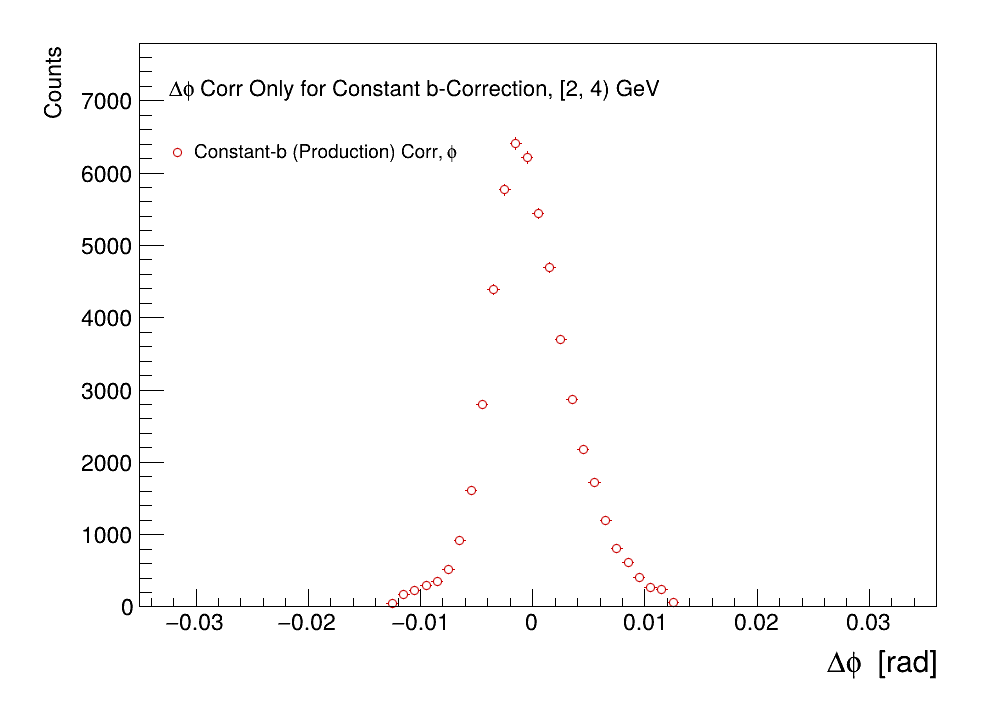 Counts
Δϕ Corr Only for Constant b-Correction, [2, 4) GeV
Constant-b (Production) Corr, ϕ
7000
6000
5000
4000
3000
2000
1000
0
−0.03 −0.02 −0.01 0 0.01 0.02 0.03
Δϕ [rad]